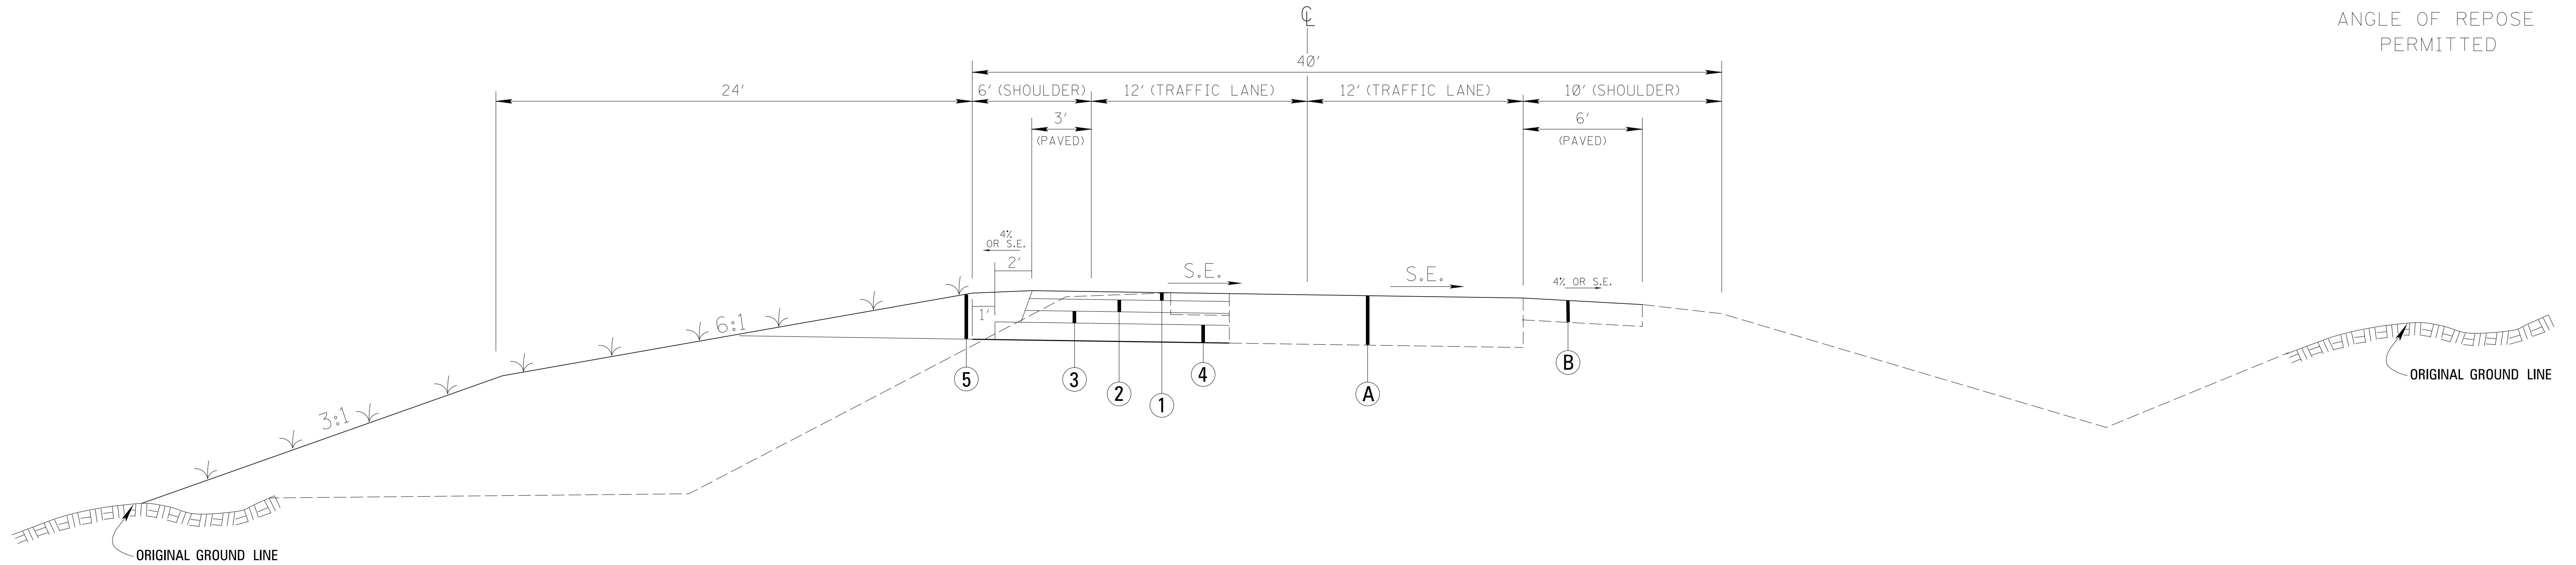 ℄
ANGLE OF REPOSE
PERMITTED
40'
24'
6' (SHOULDER)
12' (TRAFFIC LANE)
12' (TRAFFIC LANE)
10' (SHOULDER)
3'
(PAVED)
6'
(PAVED)
4%
OR S.E.
2'
S.E.
S.E.
4% OR S.E.
1'
6:1
3:1
5
3
2
1
4
A
B
ORIGINAL GROUND LINE
ORIGINAL GROUND LINE